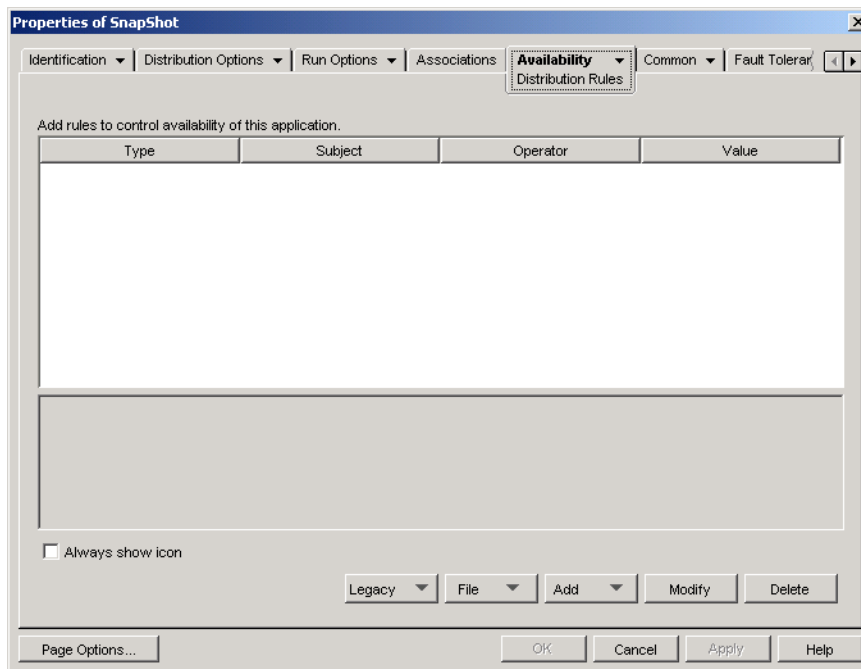 Properties of SnapShot
Identification Distribution Options Run Options Associations Availability Common Fault Toleran
Distribution Rules
Add rules to control availability of this application.
Type Subject Operator Value
Always show icon
Legacy File Add Modify Delete
Page Options... OK Cancel Apply Help